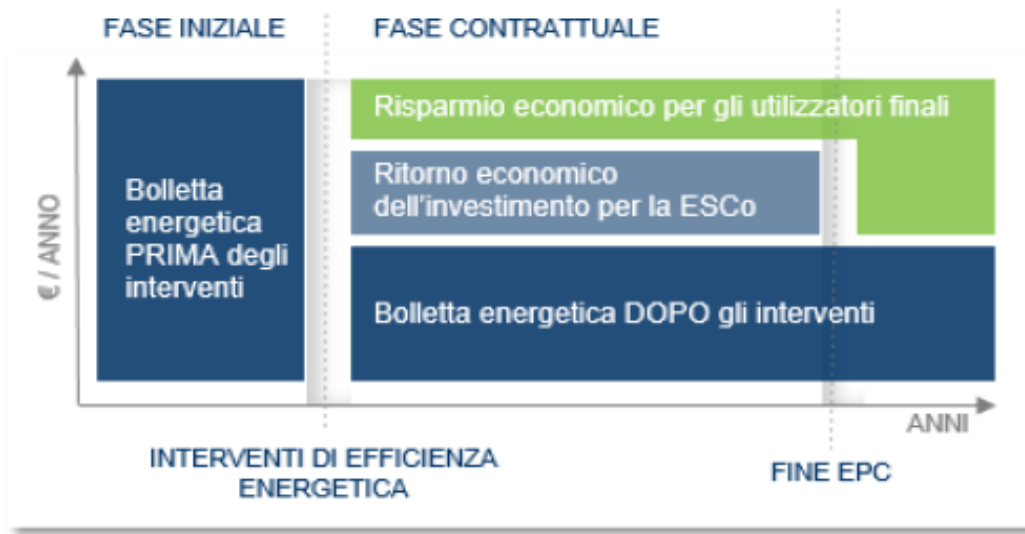 FASE INIZIALE
FASE CONTRATTUALE
€ / ANNO
Bolletta
energetica
PRIMA degli
interventi
Risparmio economico per gli utilizzatori finali
Ritorno economico
dell'investimento per la ESCo
Bolletta energetica DOPO gli interventi
ANNI
INTERVENTI DI EFFICIENZA
ENERGETICA
FINE EPC